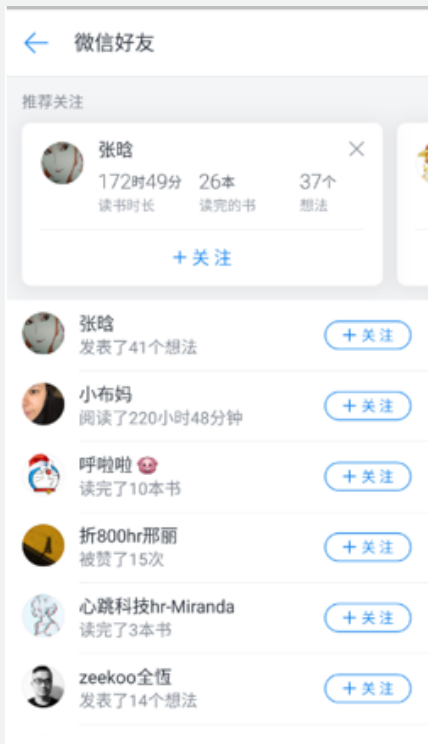 微信好友
推荐关注
张晗
172时49分 26本 37个
读书时长 读完的书 想法
+关注
张晗
发表了41个想法
+关注
小布妈
阅读了220小时48分钟
+关注
呼啦啦
读完了10本书
+关注
折800hr邢丽
被赞了15次
+关注
心跳科技hr-Miranda
读完了3本书
+关注
zeekoo全恆
发表了14个想法
+关注